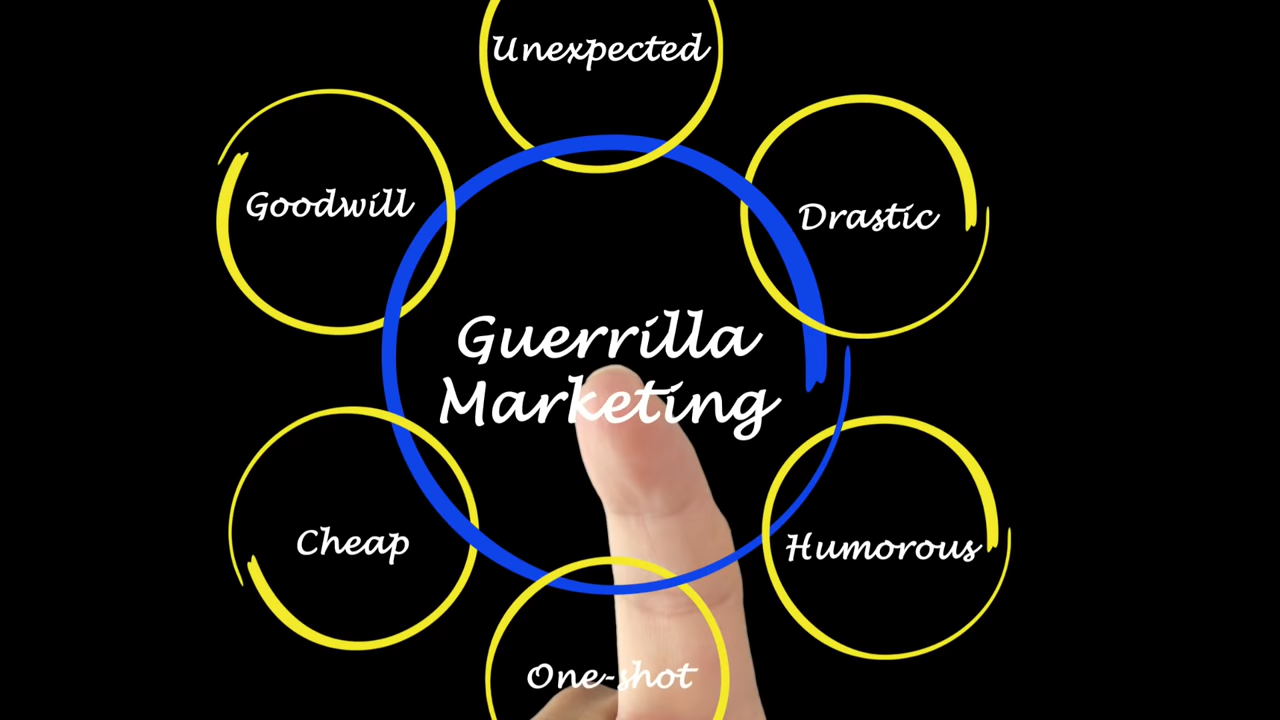 Unexpected
Goodwill
Drastic
Guerrilla
Marketing
Cheap
Humorous
One-shot